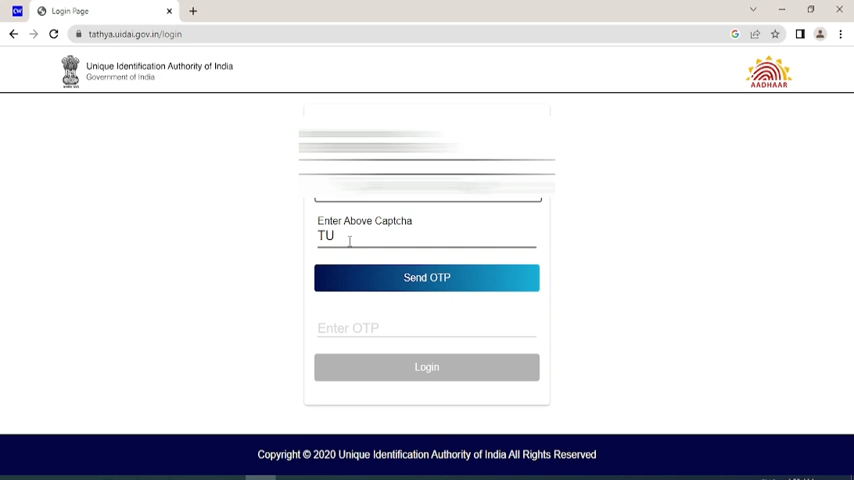 CW
Login Page
tathya.uidai.gov.in/login
Unique Identification Authority of India
Government of India
AADHAAR
Enter Above Captcha
TU
Send OTP
Enter OTP
Login
Copyright © 2020 Unique Identification Authority of India All Rights Reserved